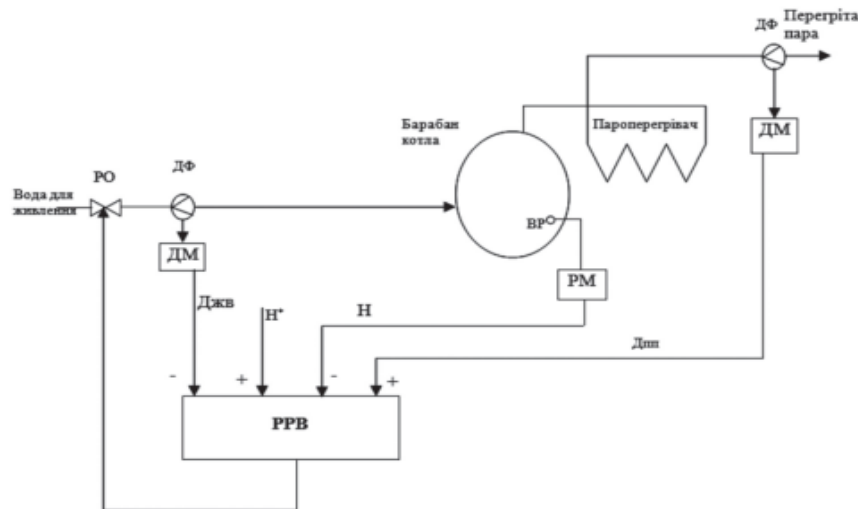 ДФ
Перегріта
пара
Барабан
котла
Пароперегрівач
ДМ
РО
ДФ
Вода для
живлення
ВР
ДМ
РМ
Джв
Н*
Н
Дпп
-
+
-
+
РРВ